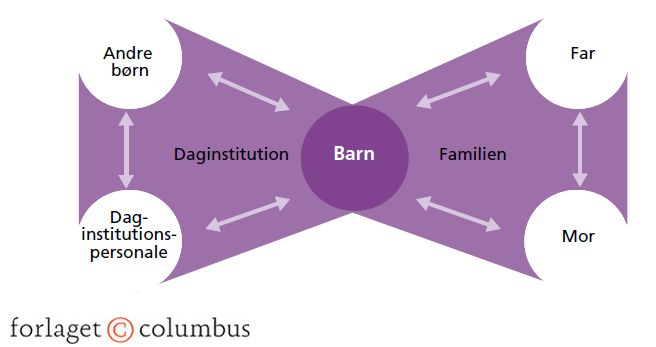 Andre
børn
Far
Daginstitution
Barn
Familien
Dag-
institutions-
personale
Mor
forlaget © columbus